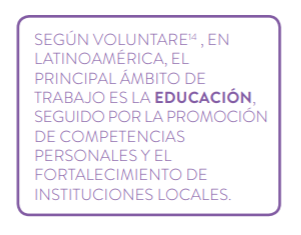 SEGÚN VOLUNTARE¹⁴ , EN
LATINOAMÉRICA, EL
PRINCIPAL ÁMBITO DE
TRABAJO ES LA EDUCACIÓN,
SEGUIDO POR LA PROMOCIÓN
DE COMPETENCIAS
PERSONALES Y EL
FORTALECIMIENTO DE
INSTITUCIONES LOCALES.